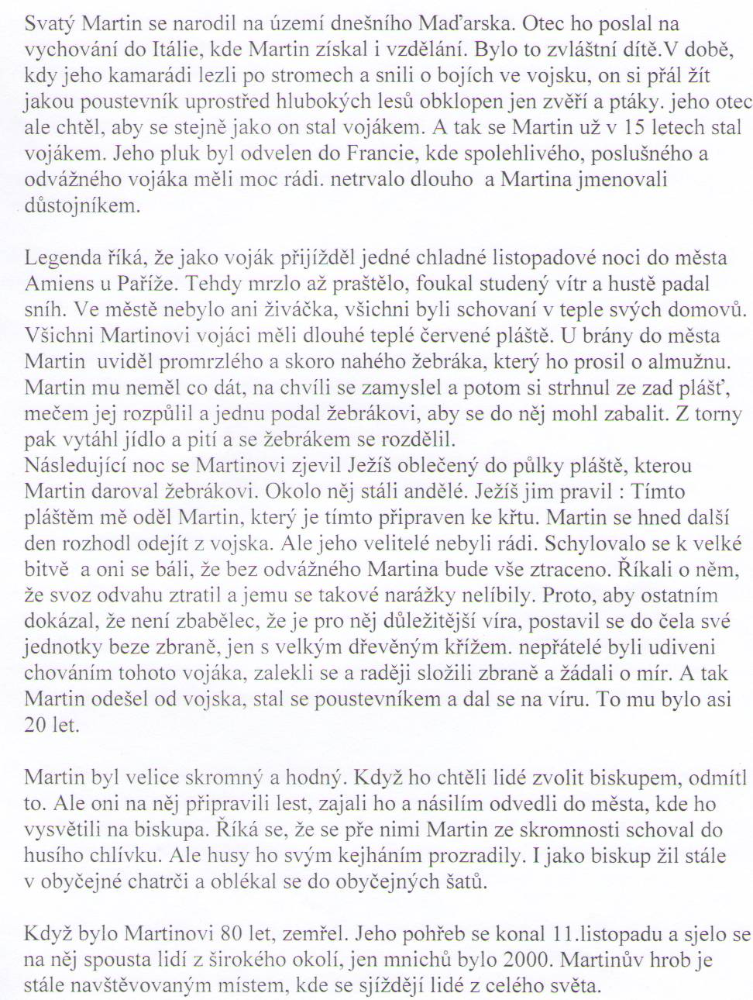 Svatý Martin se narodil na území dnešního Maďarska. Otec ho poslal na
vychování do Itálie, kde Martin získal i vzdělání. Bylo to zvláštní dítě.V době,
kdy jeho kamarádi lezli po stromech a snili o bojích ve vojsku, on si přál žít
jakou poustevník uprostřed hlubokých lesů obklopen jen zvěří a ptáky. jeho otec
ale chtěl, aby se stejně jako on stal vojákem. A tak se Martin už v 15 letech stal
vojákem. Jeho pluk byl odvelen do Francie, kde spolehlivého, poslušného a
odvážného vojáka měli moc rádi. netrvalo dlouho  a Martina jmenovali
důstojníkem.

Legenda říká, že jako voják přijížděl jedné chladné listopadové noci do města
Amiens u Paříže. Tehdy mrzlo až praštělo, foukal studený vítr a hustě padal
sníh. Ve městě nebylo ani živáčka, všichni byli schovaní v teple svých domovů.
Všichni Martinovi vojáci měli dlouhé teplé červené pláště. U brány do města
Martin  uviděl promrzlého a skoro nahého žebráka, který ho prosil o almužnu.
Martin mu neměl co dát, na chvíli se zamyslel a potom si strhnul ze zad plášť,
mečem jej rozpůlil a jednu podal žebrákovi, aby se do něj mohl zabalit. Z torny
pak vytáhl jídlo a pití a se žebrákem se rozdělil.
Následující noc se Martinovi zjevil Ježíš oblečený do půlky pláště, kterou
Martin daroval žebrákovi. Okolo něj stáli andělé. Ježíš jim pravil : Tímto
pláštěm mě oděl Martin, který je tímto připraven ke křtu. Martin se hned další
den rozhodl odejít z vojska. Ale jeho velitelé nebyli rádi. Schylovalo se k velké
bitvě  a oni se báli, že bez odvážného Martina bude vše ztraceno. Říkali o něm,
že svoz odvahu ztratil a jemu se takové narážky nelíbily. Proto, aby ostatním
dokázal, že není zbabělec, že je pro něj důležitější víra, postavil se do čela své
jednotky beze zbraně, jen s velkým dřevěným křížem. nepřátelé byli udiveni
chováním tohoto vojáka, zalekli se a raději složili zbraně a žádali o mír. A tak
Martin odešel od vojska, stal se poustevníkem a dal se na víru. To mu bylo asi
20 let.

Martin byl velice skromný a hodný. Když ho chtěli lidé zvolit biskupem, odmítl
to. Ale oni na něj připravili lest, zajali ho a násilím odvedli do města, kde ho
vysvětili na biskupa. Říká se, že se pře nimi Martin ze skromnosti schoval do
husího chlívku. Ale husy ho svým kejháním prozradily. I jako biskup žil stále
v obyčejné chatrči a oblékal se do obyčejných šatů.

Když bylo Martinovi 80 let, zemřel. Jeho pohřeb se konal 11.listopadu a sjelo se
na něj spousta lidí z širokého okolí, jen mnichů bylo 2000. Martinův hrob je
stále navštěvovaným místem, kde se sjíždějí lidé z celého světa.